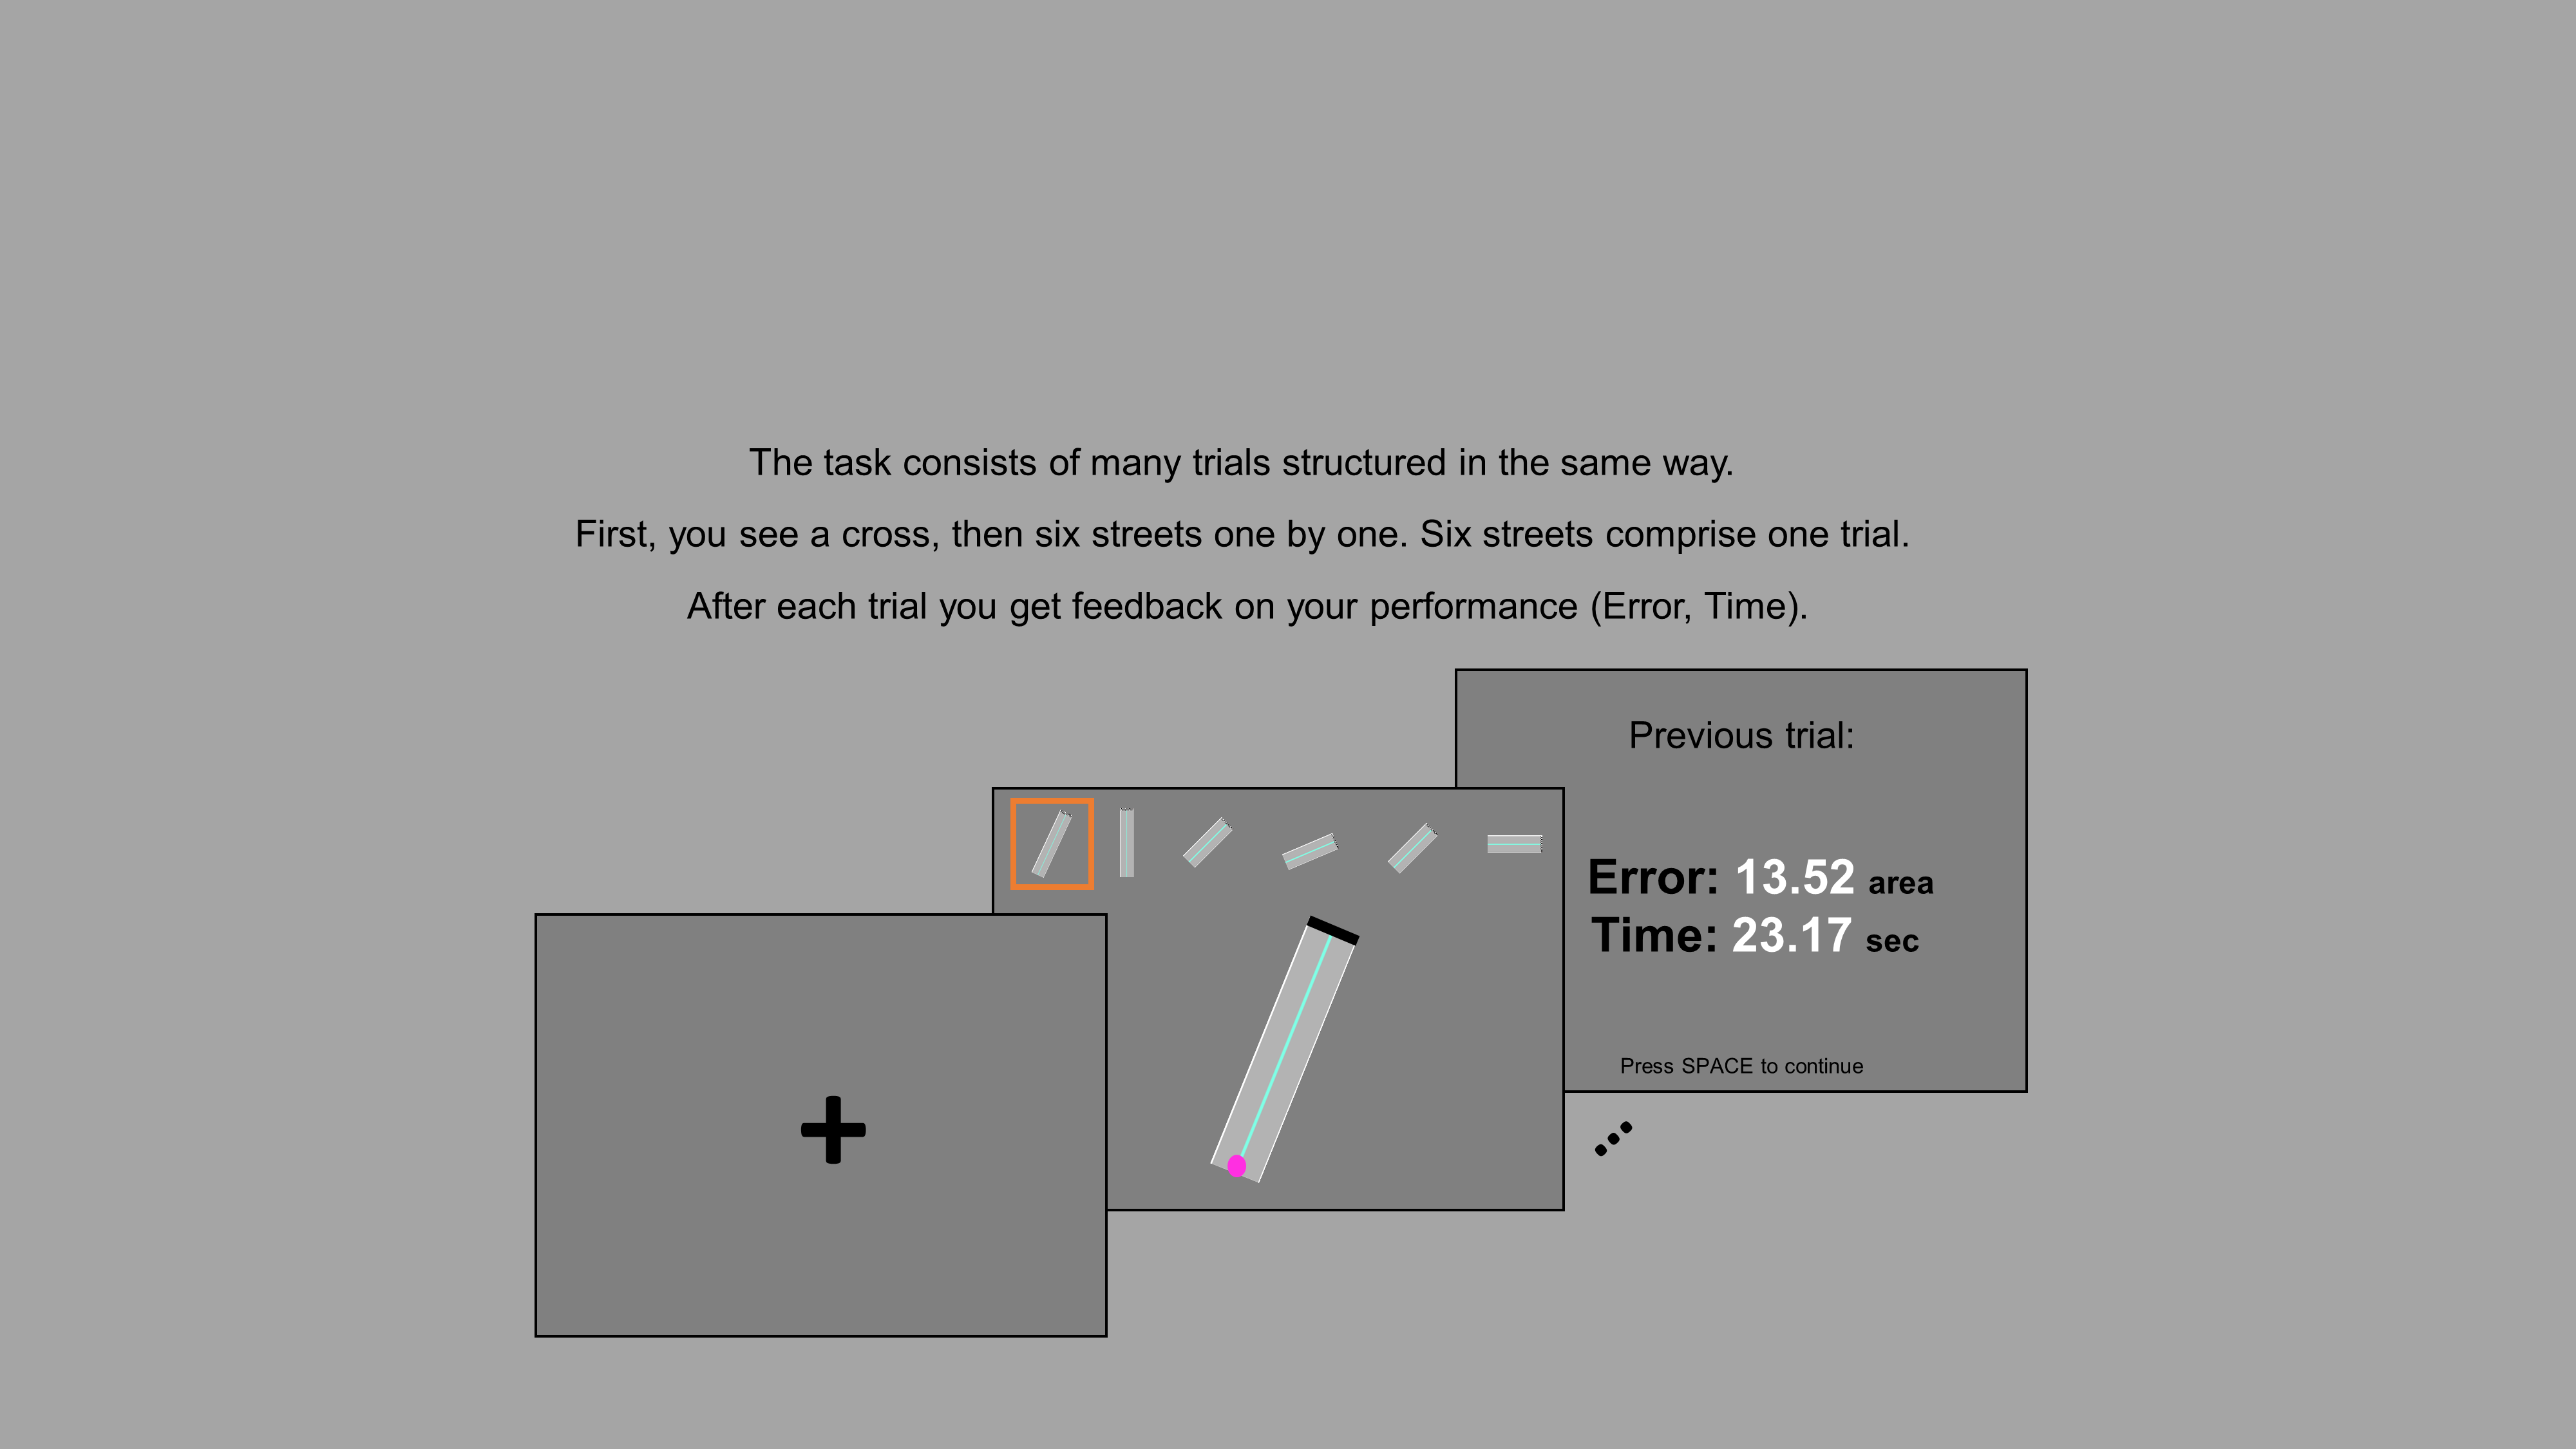 The task consists of many trials structured in the same way.
First, you see a cross, then six streets one by one. Six streets comprise one trial.
After each trial you get feedback on your performance (Error, Time).
Previous trial:
Error: 13.52 area
Time: 23.17 sec
Press SPACE to continue